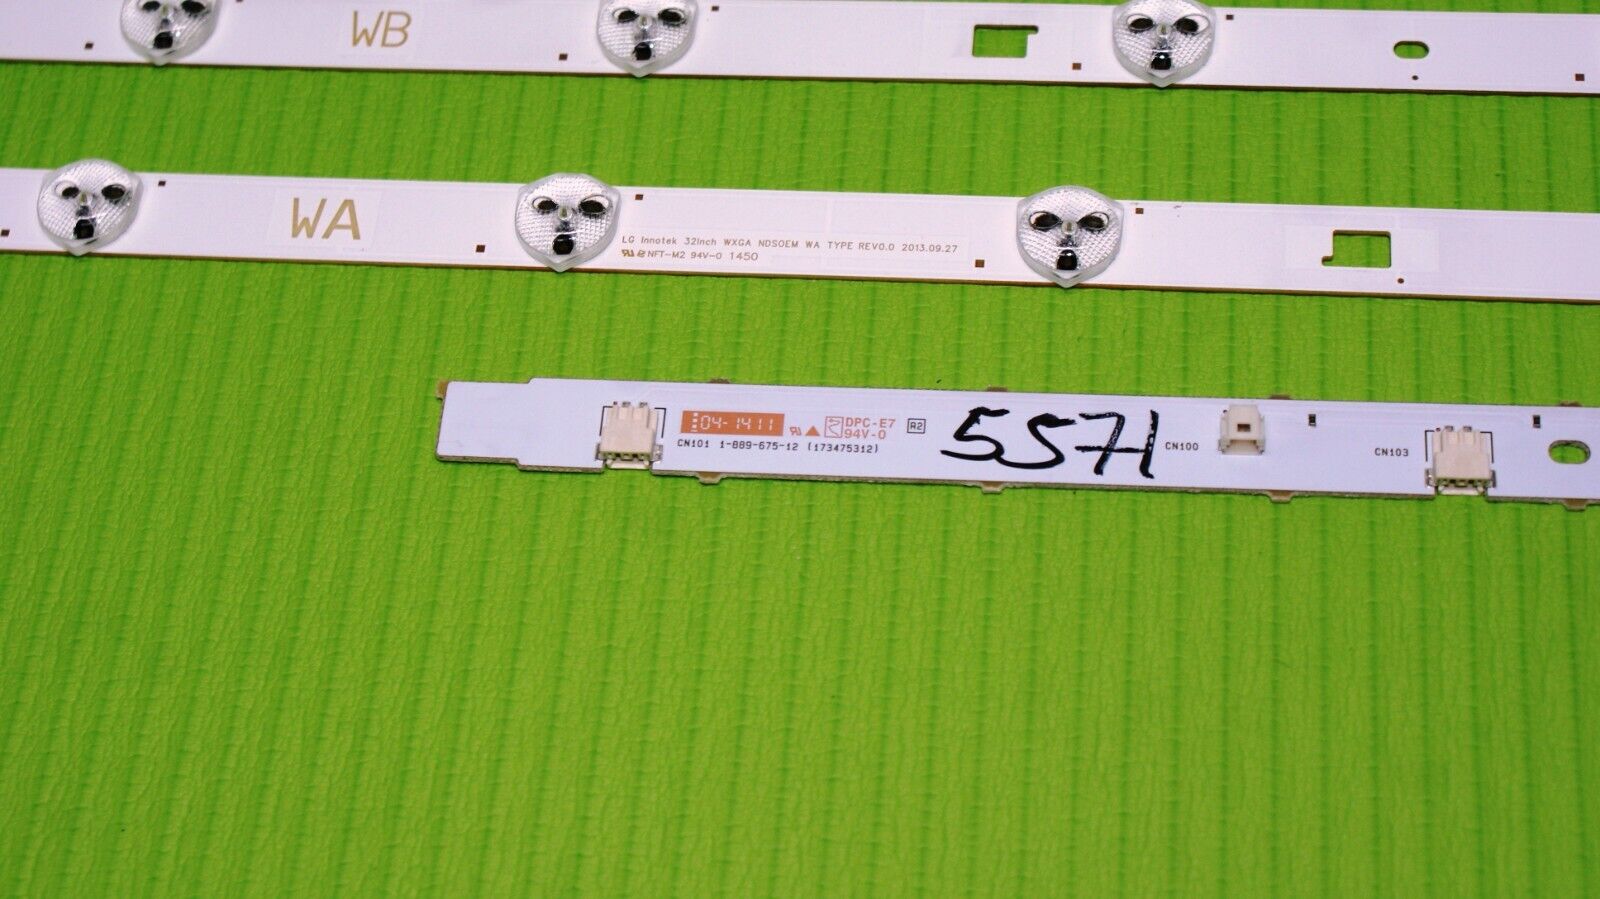 WB
WA
LG Innotek 32Inch WXGA NDSOEM WA TYPE REV0.0 2013.09.27
NFT-M2 94V-0 1450
04-1411
DPC-E7
94V-0
R2
CN101 1-889-675-12 (173475312)
5571
CN100
CN103